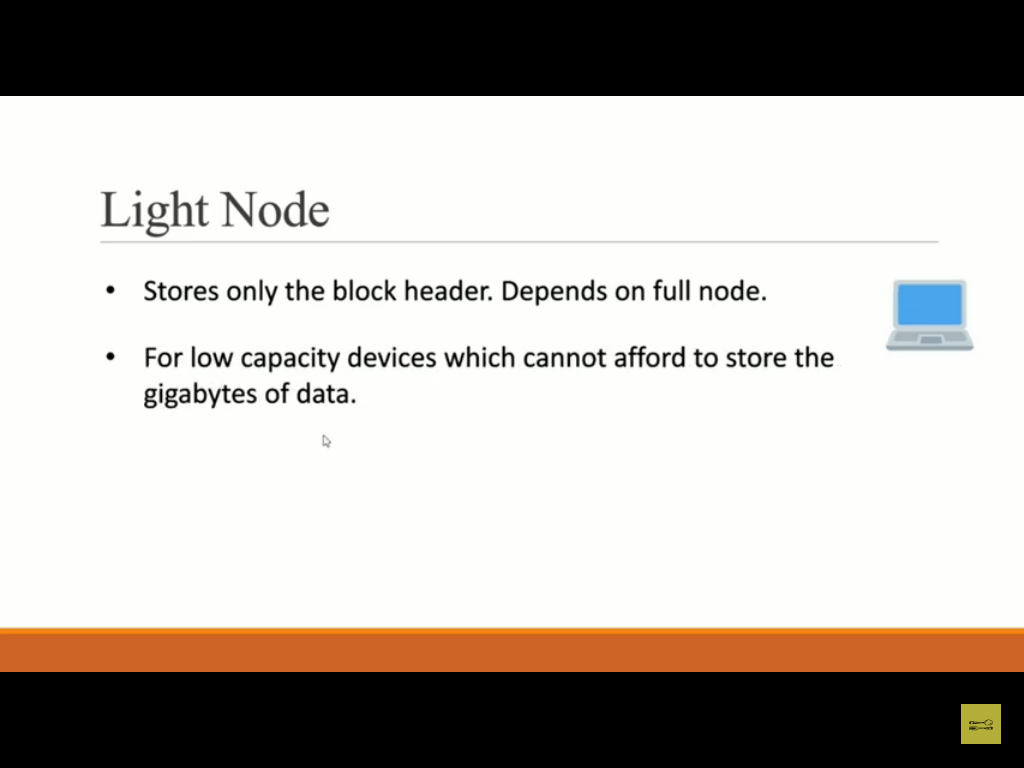 Light Node
• Stores only the block header. Depends on full node.
• For low capacity devices which cannot afford to store the
gigabytes of data.